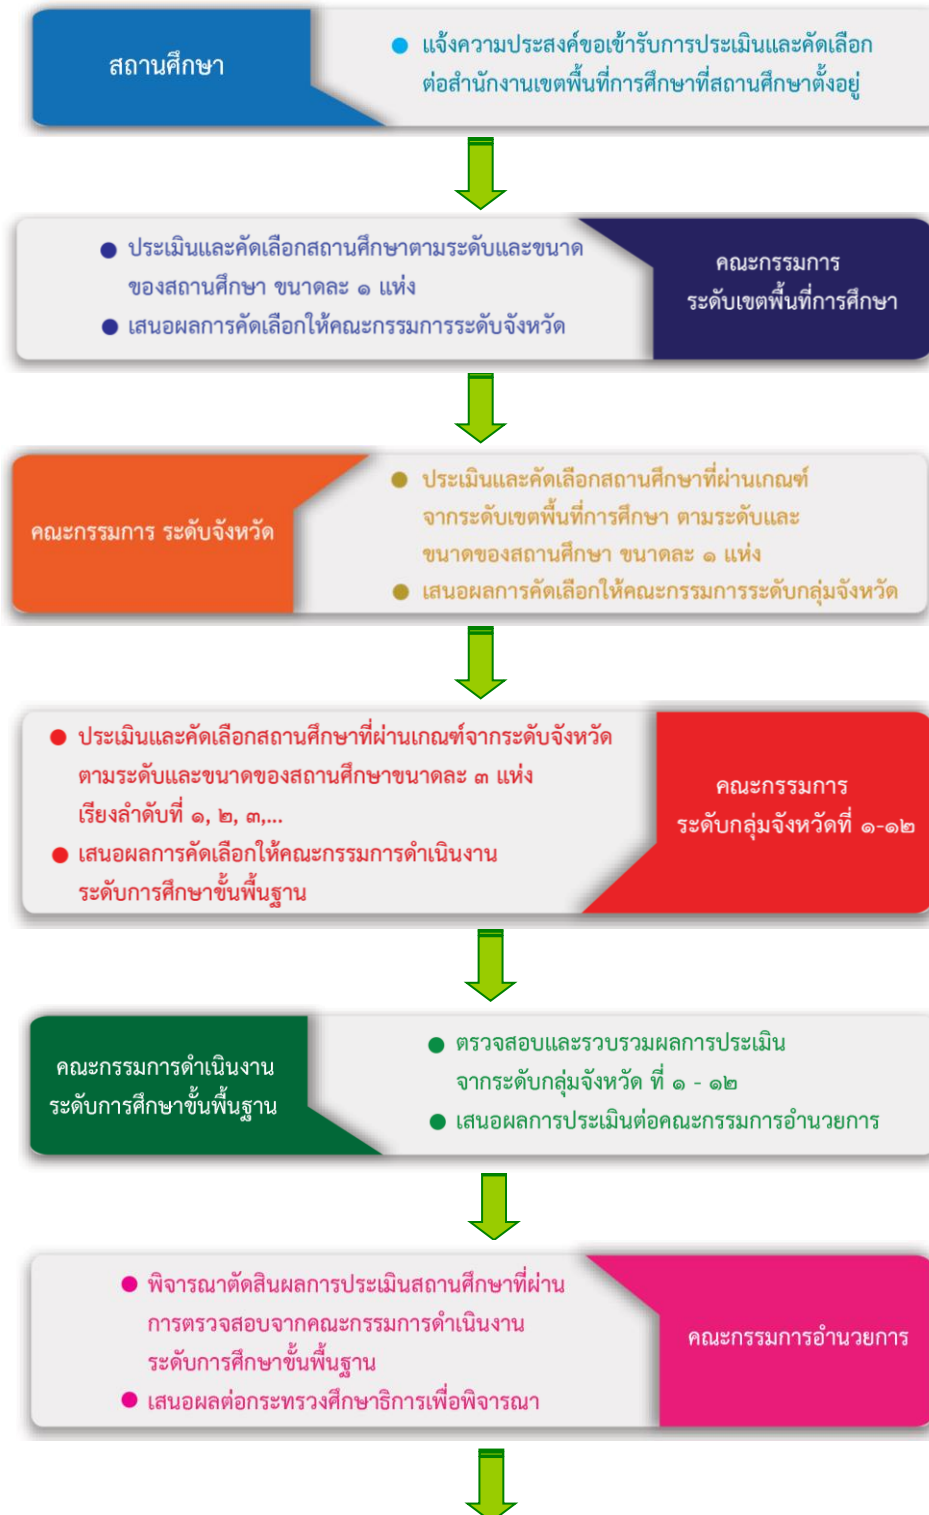 สถานศึกษา
แจ้งความประสงค์ขอเข้ารับการประเมินและคัดเลือก
ต่อสำนักงานเขตพื้นที่การศึกษาที่สถานศึกษาตั้งอยู่
● ประเมินและคัดเลือกสถานศึกษาตามระดับและขนาด
ของสถานศึกษา ขนาดละ ๑ แห่ง
● เสนอผลการคัดเลือกให้คณะกรรมการระดับจังหวัด
คณะกรรมการ
ระดับเขตพื้นที่การศึกษา
คณะกรรมการ ระดับจังหวัด
● ประเมินและคัดเลือกสถานศึกษาที่ผ่านเกณฑ์
จากระดับเขตพื้นที่การศึกษา ตามระดับและ
ขนาดของสถานศึกษา ขนาดละ ๑ แห่ง
● เสนอผลการคัดเลือกให้คณะกรรมการระดับกลุ่มจังหวัด
● ประเมินและคัดเลือกสถานศึกษาที่ผ่านเกณฑ์จากระดับจังหวัด
ตามระดับและขนาดของสถานศึกษาขนาดละ ๓ แห่ง
เรียงลำดับที่ ๑, ๒, ๓,...
● เสนอผลการคัดเลือกให้คณะกรรมการดำเนินงาน
ระดับการศึกษาขั้นพื้นฐาน
คณะกรรมการ
ระดับกลุ่มจังหวัดที่ ๑-๑๒
คณะกรรมการดำเนินงาน
ระดับการศึกษาขั้นพื้นฐาน
● ตรวจสอบและรวบรวมผลการประเมิน
จากระดับกลุ่มจังหวัด ที่ ๑ - ๑๒
● เสนอผลการประเมินต่อคณะกรรมการอำนวยการ
● พิจารณาตัดสินผลการประเมินสถานศึกษาที่ผ่าน
การตรวจสอบจากคณะกรรมการดำเนินงาน
ระดับการศึกษาขั้นพื้นฐาน
● เสนอผลต่อกระทรวงศึกษาธิการเพื่อพิจารณา
คณะกรรมการอำนวยการ